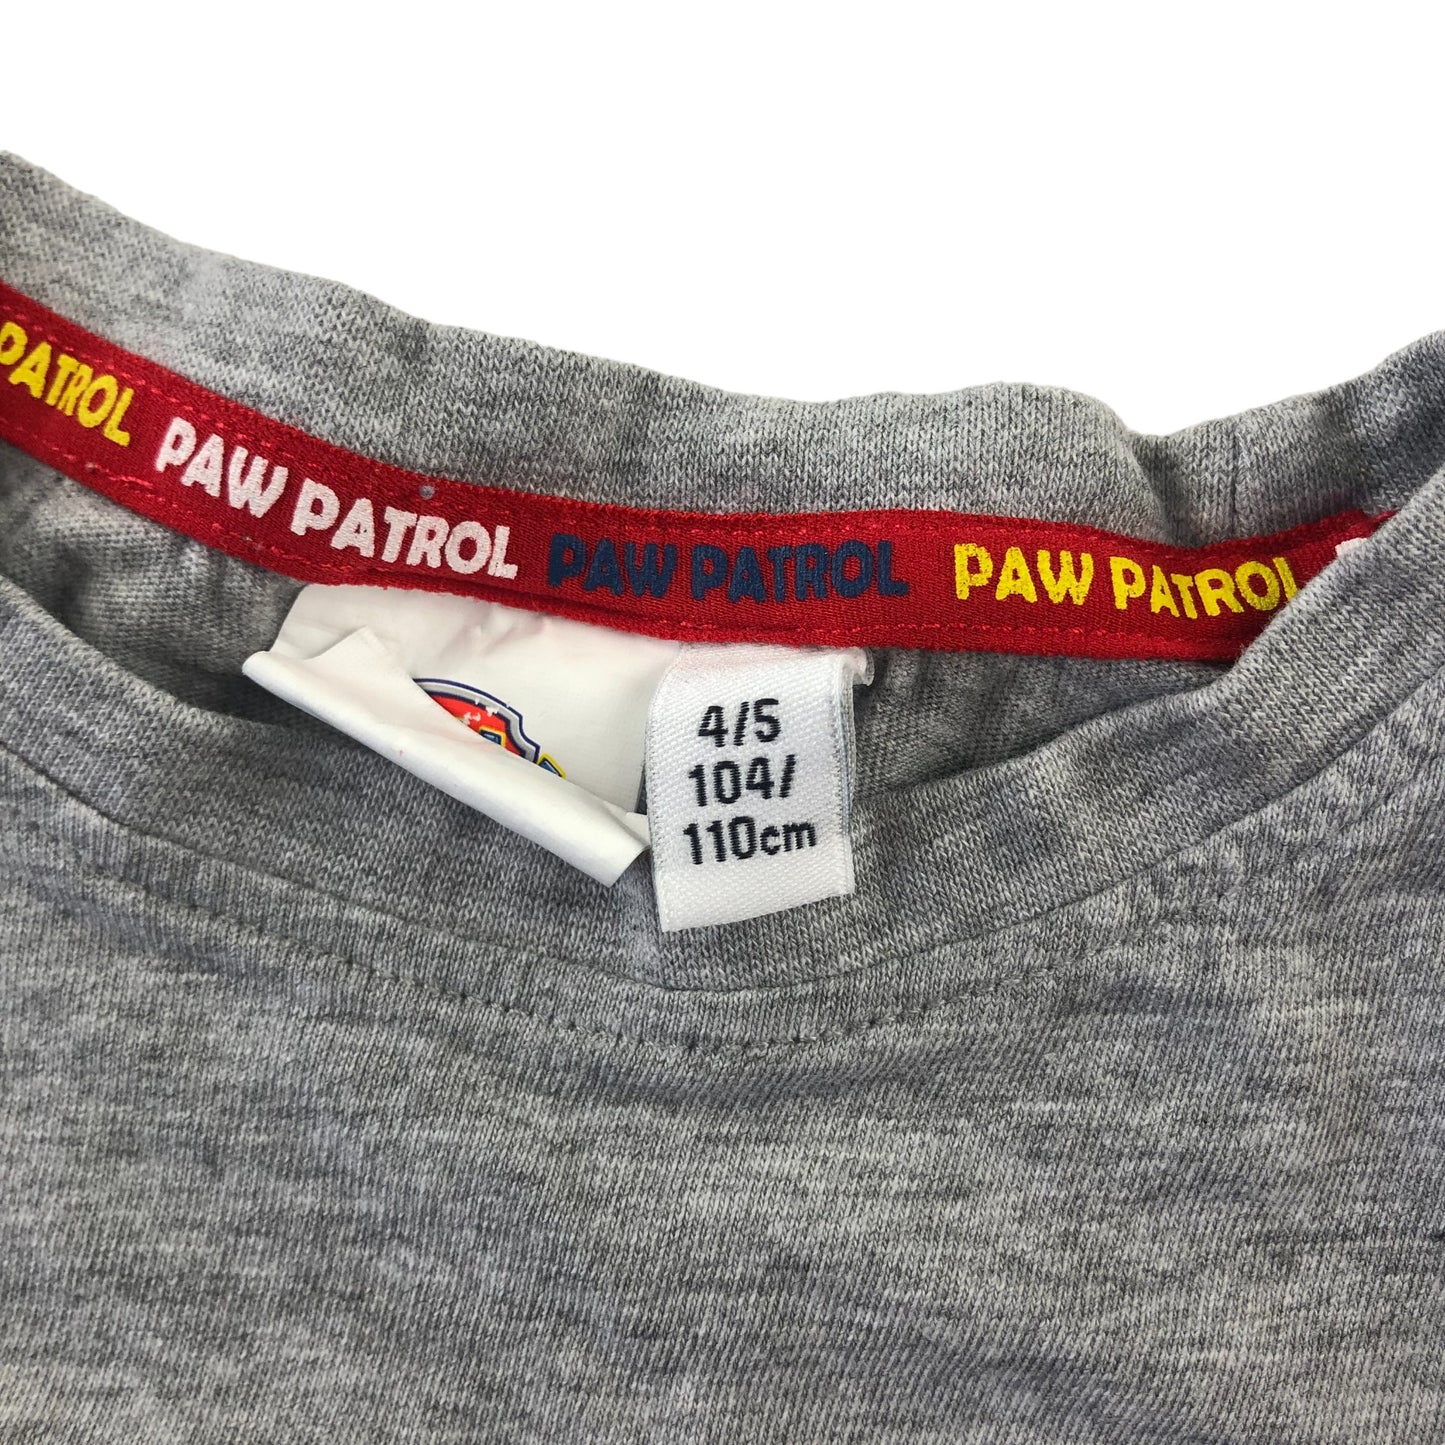 PATROL PAW PATROL PAW PATROL PAW PATROL
4/5
104/
110cm